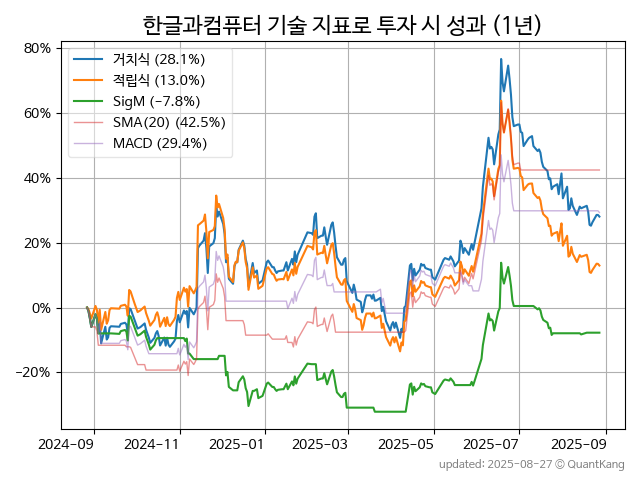 한글과컴퓨터 기술 지표로 투자 시 성과 (1년)
80%
60%
40%
20%
0%
−20%
거치식 (28.1%)
적립식 (13.0%)
SigM (-7.8%)
SMA(20) (42.5%)
MACD (29.4%)
2024-09 2024-11 2025-01 2025-03 2025-05 2025-07 2025-09
updated: 2025-08-27 © QuantKang